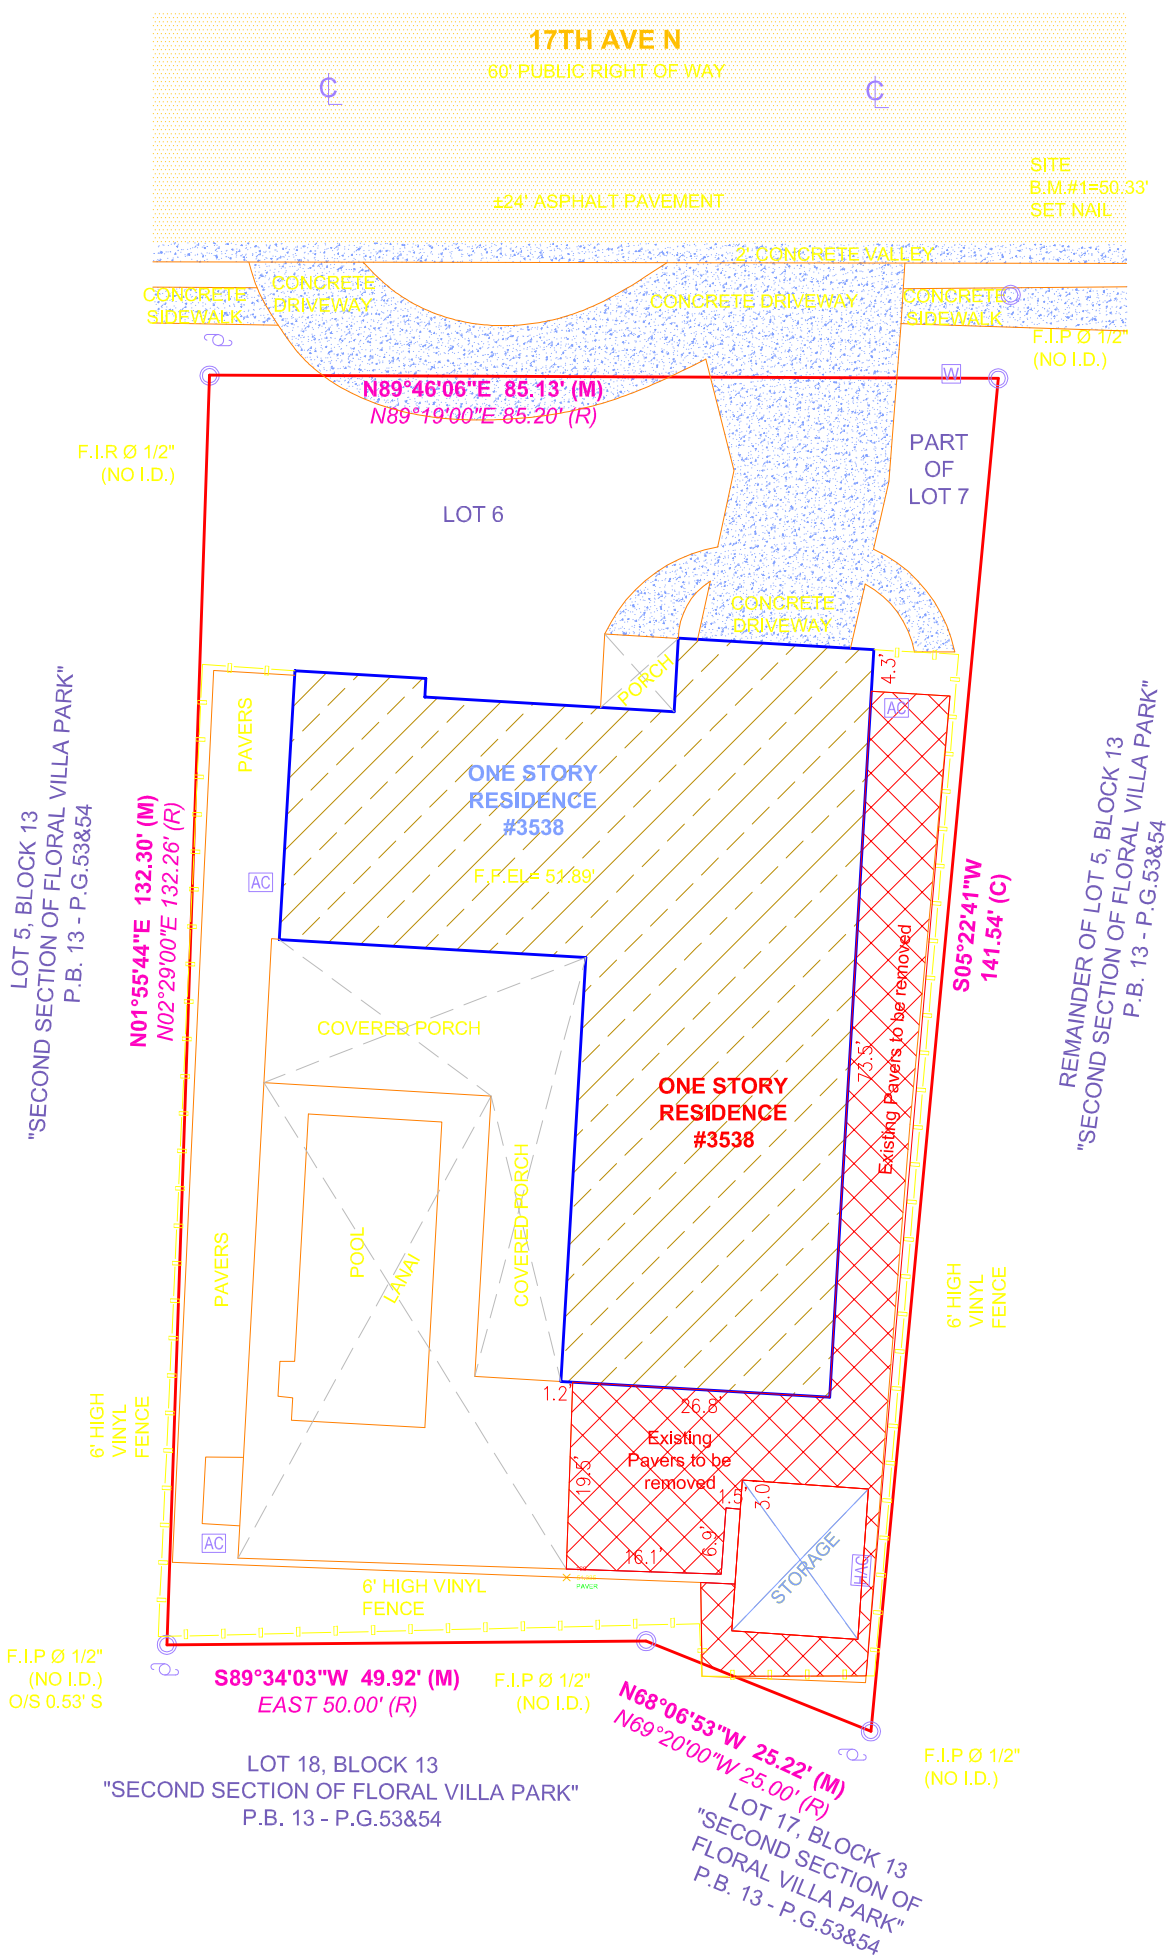 17TH AVE N
60' PUBLIC RIGHT OF WAY
SITE
B.M.#1=50.33'
SET NAIL
±24' ASPHALT PAVEMENT
2' CONCRETE VALLEY
CONCRETE
SIDEWALK
CONCRETE
DRIVEWAY
CONCRETE DRIVEWAY
CONCRETE
SIDEWALK
F.I.P Ø 1/2"
(NO I.D.)
W
N89°46'06"E 85.13' (M)
N89°19'00"E 85.20' (R)
F.I.R Ø 1/2"
(NO I.D.)
PART
OF
LOT 7
LOT 6
CONCRETE
DRIVEWAY
PORCH
4.3'
AC
PAVERS
ONE STORY
RESIDENCE
#3538
F.F.EL= 51.89'
AC
LOT 5, BLOCK 13
"SECOND SECTION OF FLORAL VILLA PARK"
P.B. 13 - P.G.53&54
N01°55'44"E 132.30' (M)
N02°29'00"E 132.26' (R)
S05°22'41"W
141.54' (C)
REMAINDER OF LOT 5, BLOCK 13
"SECOND SECTION OF FLORAL VILLA PARK"
P.B. 13 - P.G.53&54
Existing Pavers to be removed
73.5'
COVERED PORCH
ONE STORY
RESIDENCE
#3538
COVERED PORCH
POOL
LANAI
PAVERS
6' HIGH
VINYL
FENCE
6' HIGH
VINYL
FENCE
1.2'
26.8'
Existing
Pavers to be
removed
19.5'
1.5'
3.0'
6.9'
16.1'
STORAGE
HAC
AC
PAVER
6' HIGH VINYL
FENCE
F.I.P Ø 1/2"
(NO I.D.)
O/S 0.53' S
S89°34'03"W 49.92' (M)
EAST 50.00' (R)
F.I.P Ø 1/2"
(NO I.D.)
N68°06'53"W 25.22' (M)
N69°20'00"W 25.00' (R)
F.I.P Ø 1/2"
(NO I.D.)
LOT 18, BLOCK 13
"SECOND SECTION OF FLORAL VILLA PARK"
P.B. 13 - P.G.53&54
LOT 17, BLOCK 13
"SECOND SECTION OF
FLORAL VILLA PARK"
P.B. 13 - P.G.53&54